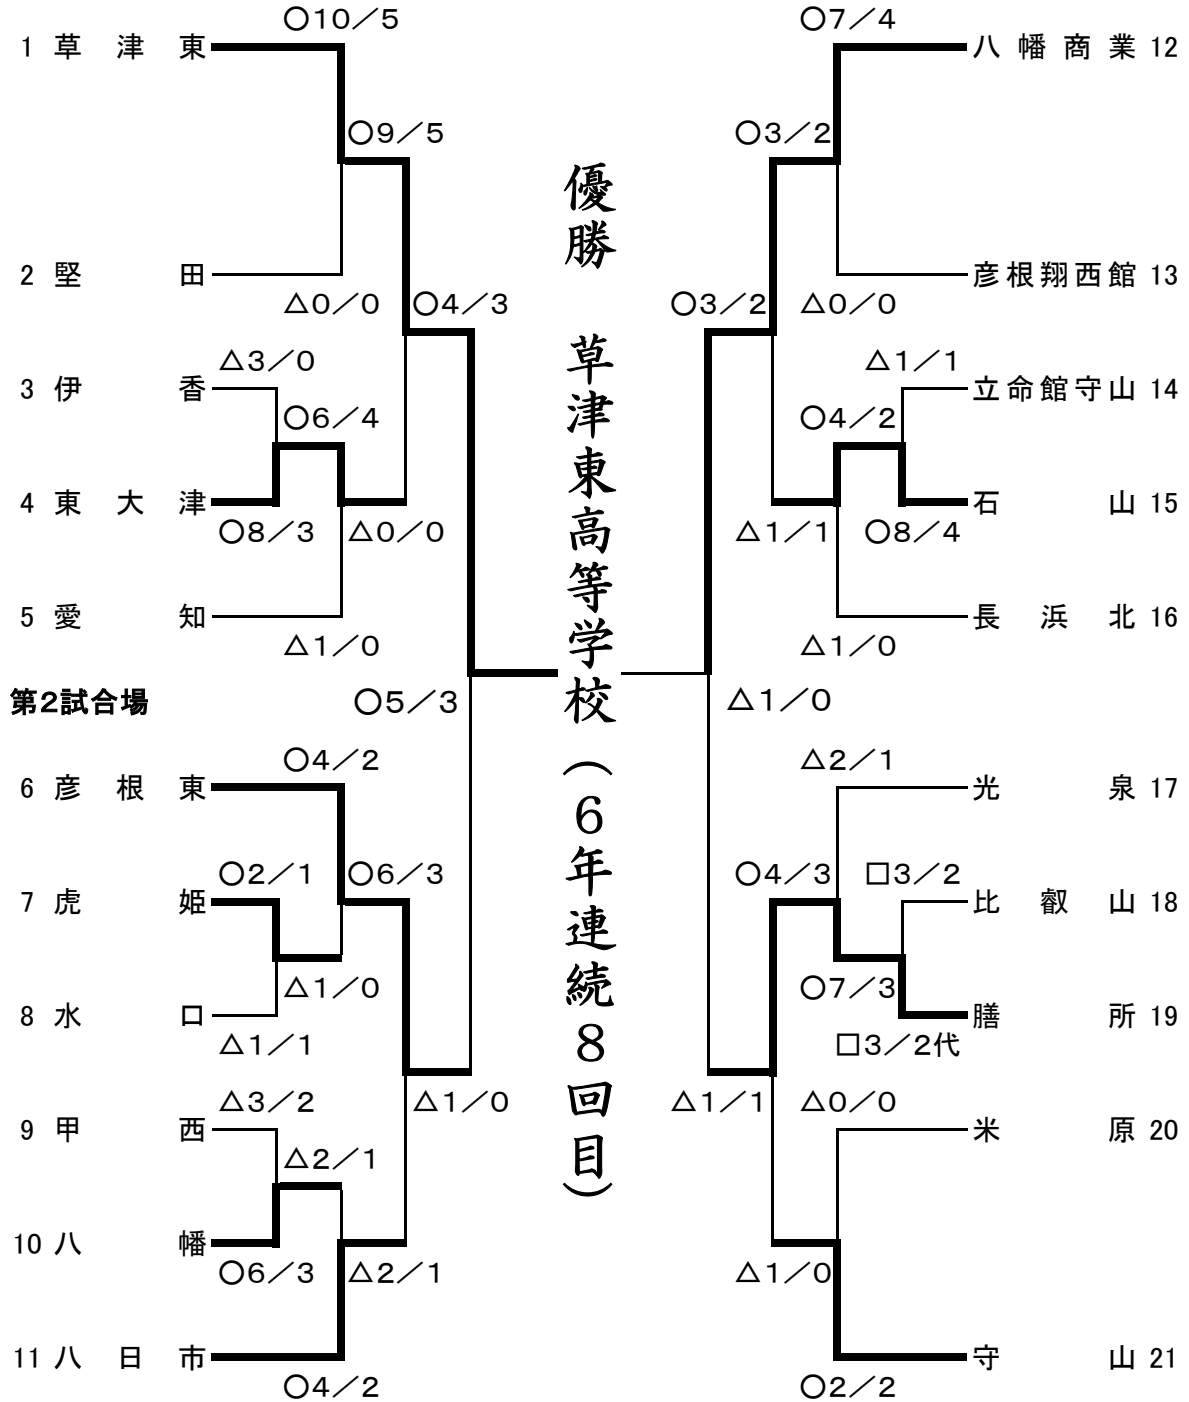 ○10／5
1 草津東
○9／5
2 堅田
△0／0
○4／3
△3／0
3 伊香
○6／4
4 東大津
○8／3
△0／0
5 愛知
△1／0
第2試合場
○5／3
○4／2
6 彦根東
○2／1
○6／3
7 虎姫
△1／0
8 水口
△1／1
△3／2
△1／0
9 甲西
△2／1
10 八幡
○6／3
△2／1
11 八日市
○4／2
優勝 草津東高等学校（6年連続8回目）
○7／4
八幡商業 12
○3／2
彦根翔西館 13
○3／2
△0／0
△1／1
立命館守山 14
○4／2
石山 15
△1／1
○8／4
長浜北 16
△1／0
△1／0
△2／1
光泉 17
○4／3
□3／2
比叡山 18
○7／3
膳所 19
□3／2代
△1／1
△0／0
米原 20
△1／0
守山 21
○2／2